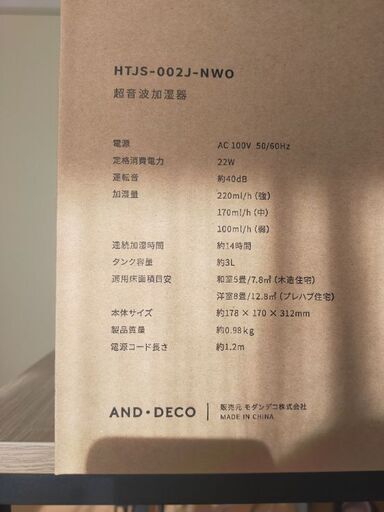 HTJS-002J-NWO
超音波加湿器
電源 AC 100V 50/60Hz
定格消費電力 22W
運転音 約40dB
加湿量 220ml/h (強)
170ml/h (中)
100ml/h (弱)
連続加湿時間 約14時間
タンク容量 約3L
適用床面積目安 和室5畳/7.8㎡ (木造住宅)
洋室8畳/12.8㎡ (プレハブ住宅)
本体サイズ 約178 × 170 × 312mm
製品質量 約0.98kg
電源コード長さ 約1.2m
AND・DECO
販売元 モダンデコ株式会社
MADE IN CHINA